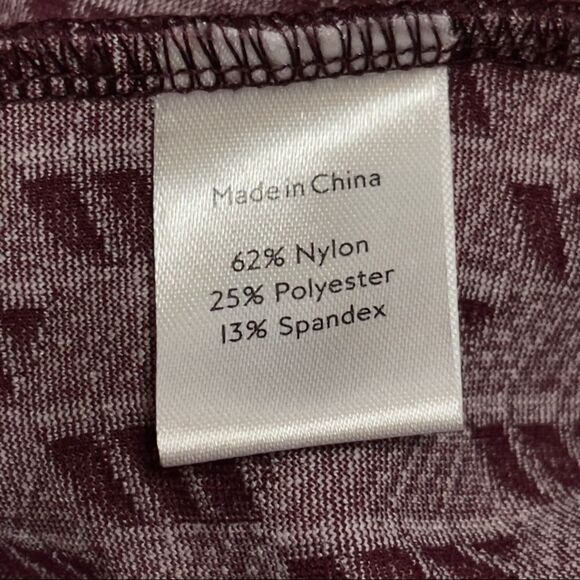 Made in China
62% Nylon
25% Polyester
13% Spandex